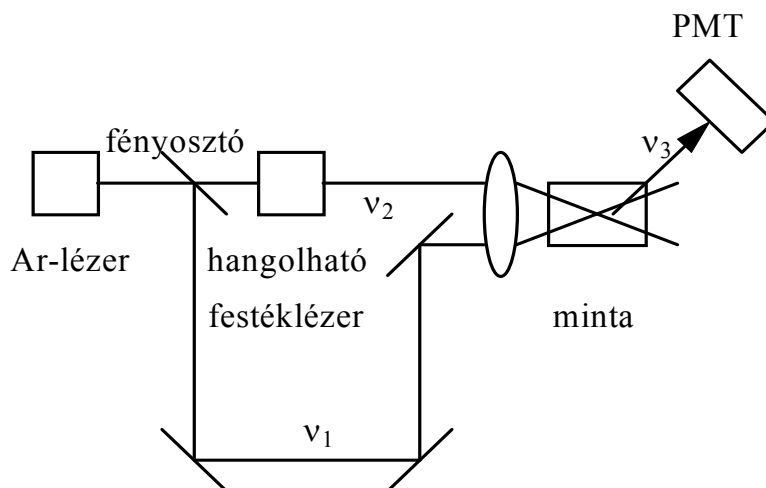 PMT
fényosztó
ν3
ν2
Ar-lézer
hangolható
festéklézer
minta
ν1